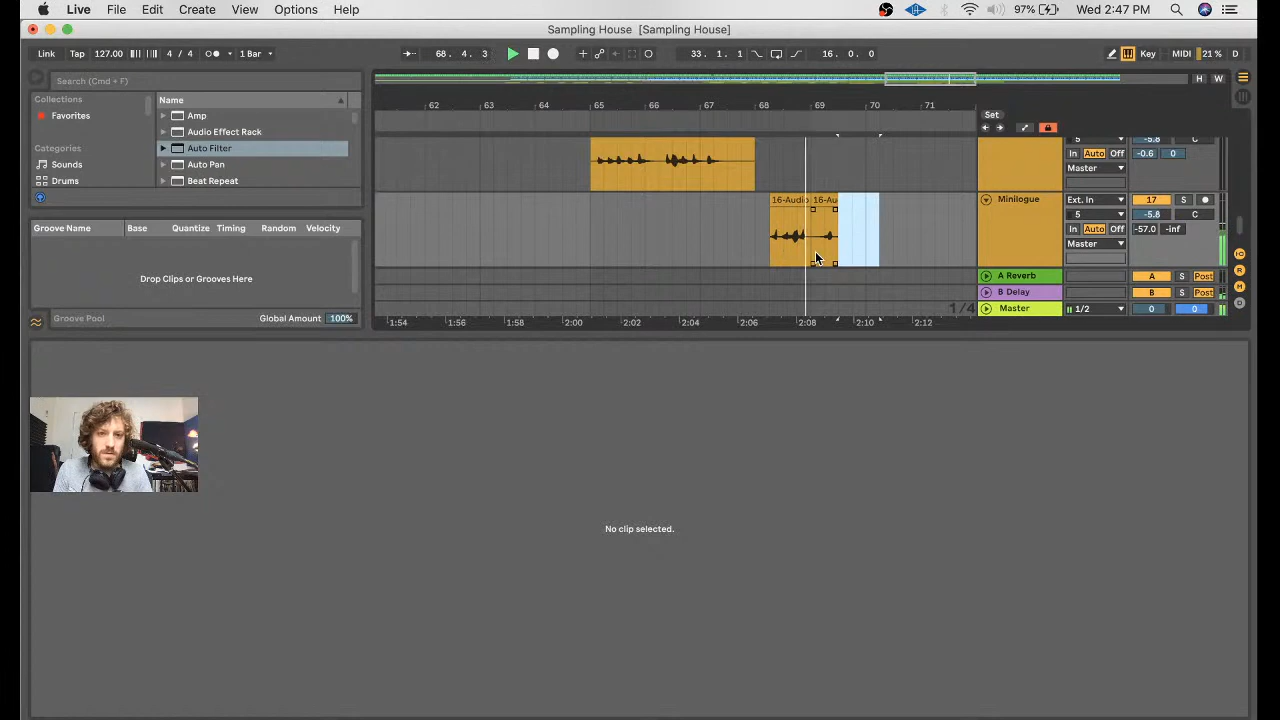 Live File Edit Create View Options Help 97% Wed 2:47 PM
Sampling House [Sampling House]
Link Tap 127.00 4 / 4 1 Bar 68. 4. 3 33. 1. 1 16. 0. 0 Key MIDI 21 % D
Search (Cmd + F)
H W
Collections
Favorites
Categories
Sounds
Drums
Name
Amp
Audio Effect Rack
Auto Filter
Auto Pan
Beat Repeat
62 63 64 65 66 67 68 69 70 71
Set
5 -5.8 C
In Auto Off -0.6 0
Master
16-Audio 16-Au
Minilogue Ext. In 17 S
5 -5.8 C
In Auto Off -57.0 -inf
Master
A Reverb A S Post
B Delay B S Post
1/4 Master 1/2 0 0
1:54 1:56 1:58 2:00 2:02 2:04 2:06 2:08 2:10 2:12
Groove Name Base Quantize Timing Random Velocity
Drop Clips or Grooves Here
Groove Pool Global Amount 100%
No clip selected.